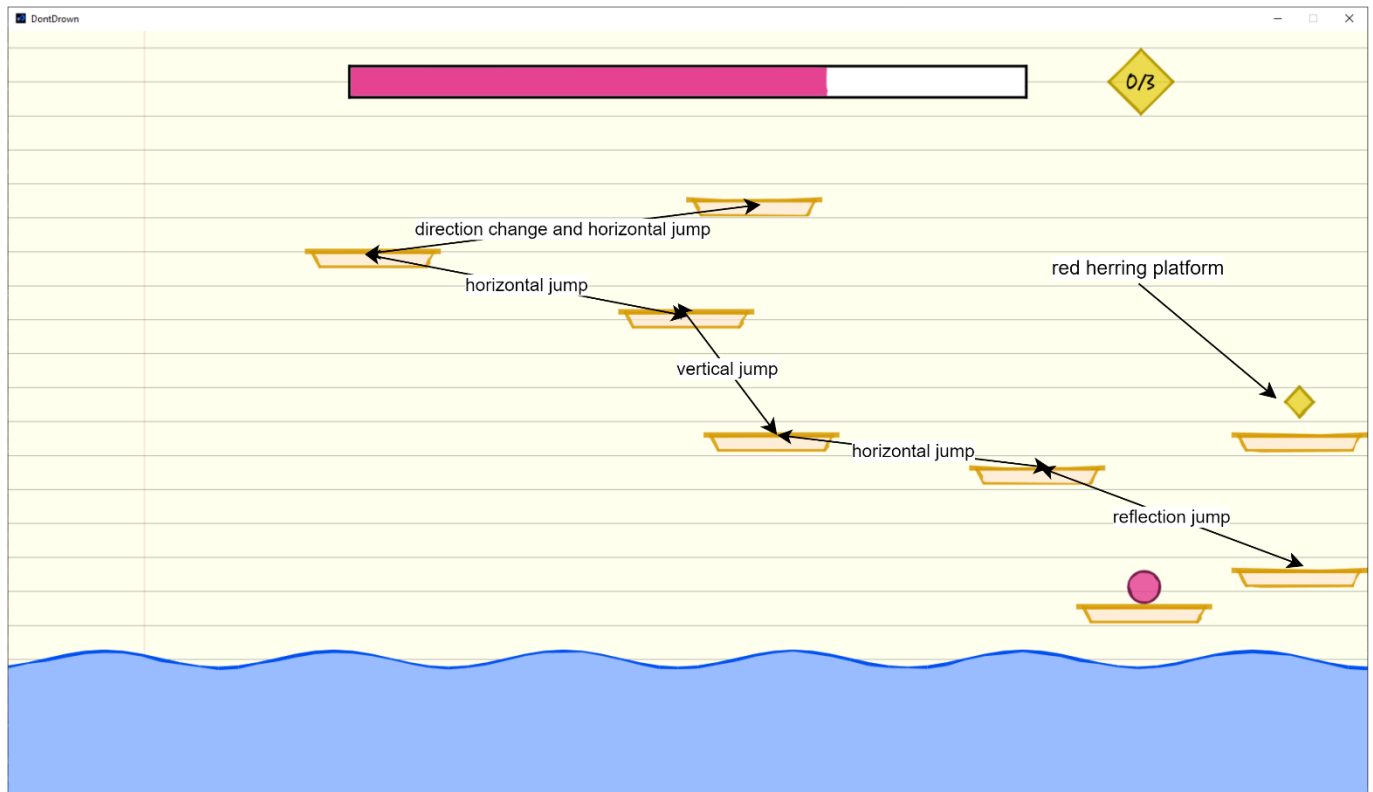 DontDrown
0/3
direction change and horizontal jump
red herring platform
horizontal jump
vertical jump
horizontal jump
reflection jump